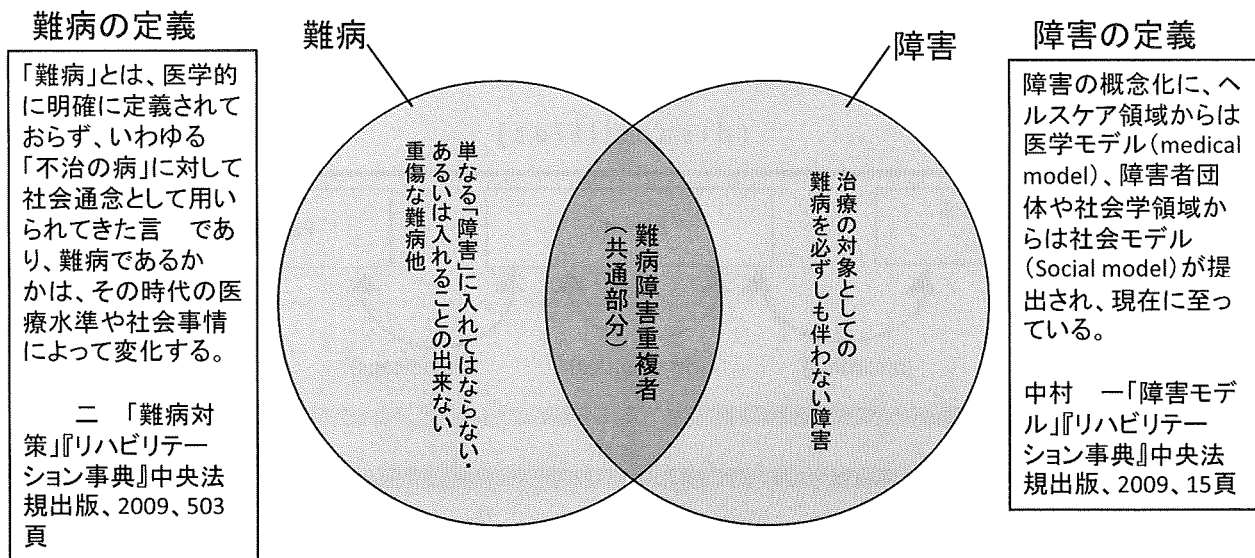 難病の定義
「難病」とは、医学的
に明確に定義されて
おらず、いわゆる
「不治の病」に対して
社会通念として用い
られてきた言　であ
り、難病であるか
かは、その時代の医
療水準や社会事情
によって変化する。
二　「難病対
策」『リハビリテー
ション事典』中央法
規出版、2009、503
頁
難病
単なる「障害」に入れてはならない・
あるいは入れることの出来ない
重傷な難病他
難病障害重複者
（共通部分）
障害
治療の対象としての
難病を必ずしも伴わない障害
障害の定義
障害の概念化に、ヘ
ルスケア領域からは
医学モデル（medical
model）、障害者団
体や社会学領域か
らは社会モデル
（Social model）が提
出され、現在に至っ
ている。
中村　一「障害モデ
ル」『リハビリテー
ション事典』中央法
規出版、2009、15頁